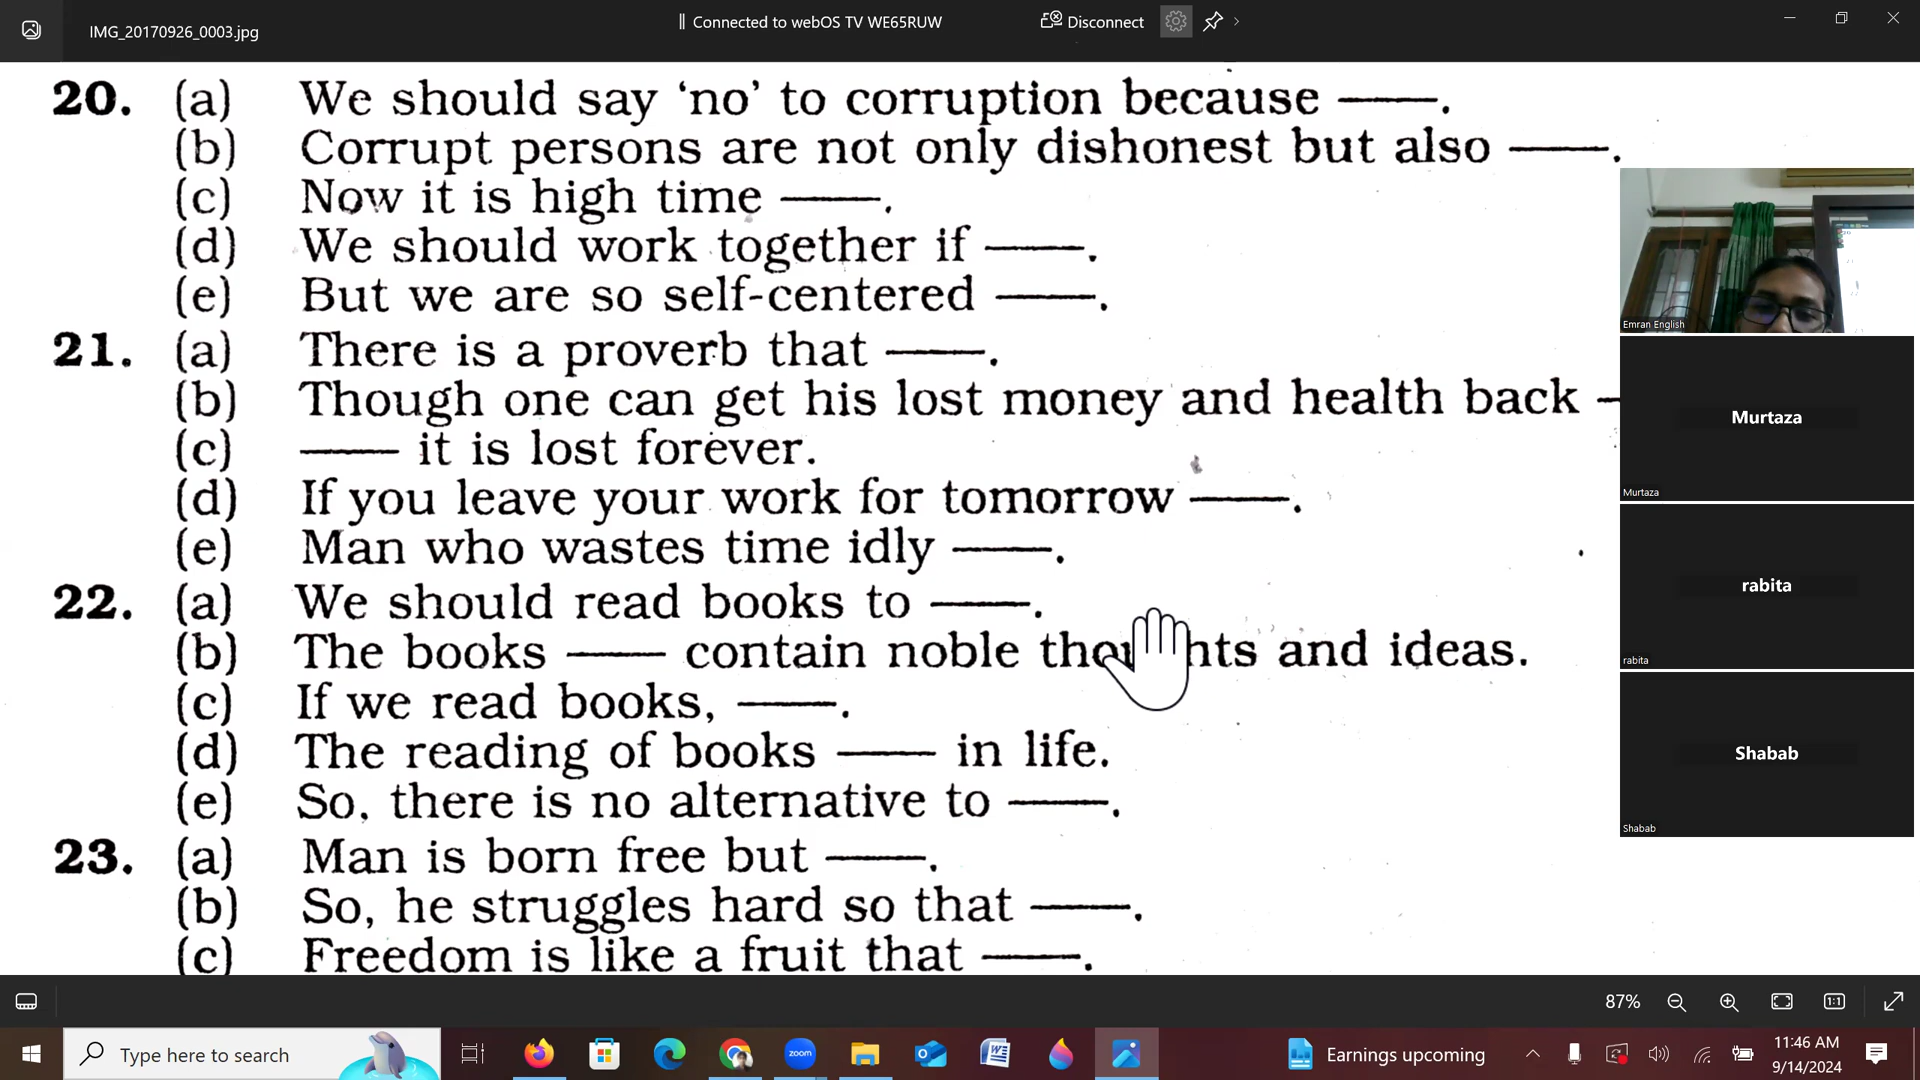 IMG_20170926_0003.jpg
Connected to webOS TV WE65RUW
Disconnect
20. (a) We should say ‘no’ to corruption because ——.
(b) Corrupt persons are not only dishonest but also ——.
(c) Now it is high time ——.
(d) We should work together if ——.
(e) But we are so self-centered ——.
21. (a) There is a proverb that ——.
(b) Though one can get his lost money and health back —
(c) —— it is lost forever.
(d) If you leave your work for tomorrow ——.
(e) Man who wastes time idly ——.
22. (a) We should read books to ——.
(b) The books —— contain noble thoughts and ideas.
(c) If we read books, ——.
(d) The reading of books —— in life.
(e) So, there is no alternative to ——.
23. (a) Man is born free but ——.
(b) So, he struggles hard so that ——.
(c) Freedom is like a fruit that ——.
Emran English
Murtaza
Murtaza
rabita
rabita
Shabab
Shabab
87%
1:1
Type here to search
zoom
Earnings upcoming
11:46 AM
9/14/2024